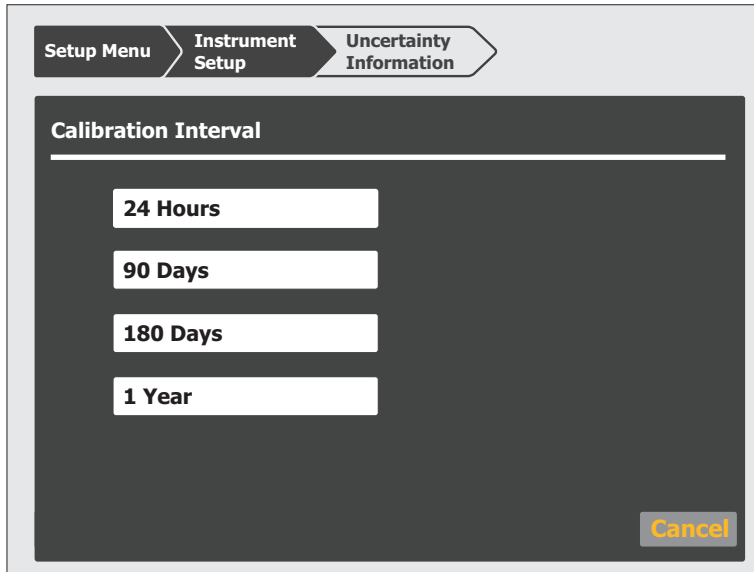 Setup Menu
Instrument
Setup
Uncertainty
Information
Calibration Interval
24 Hours
90 Days
180 Days
1 Year
Cancel